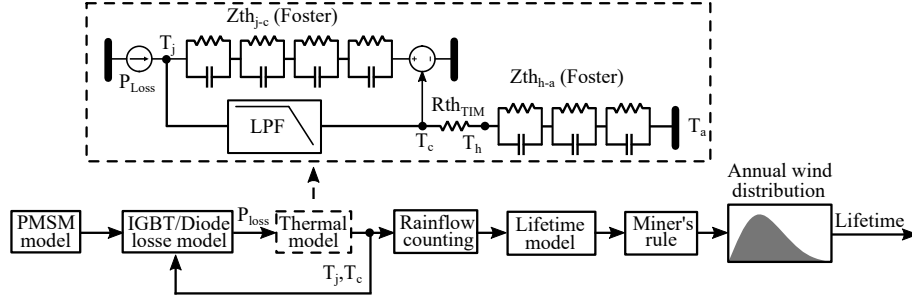 Zth_j-c (Foster)
T_j
P_Loss
+ -
Zth_h-a (Foster)
Rth_TIM
LPF
T_c
T_h
T_a
Annual wind
distribution
PMSM
model
IGBT/Diode
losse model
P_loss
Thermal
model
T_j,T_c
Rainflow
counting
Lifetime
model
Miner's
rule
Lifetime